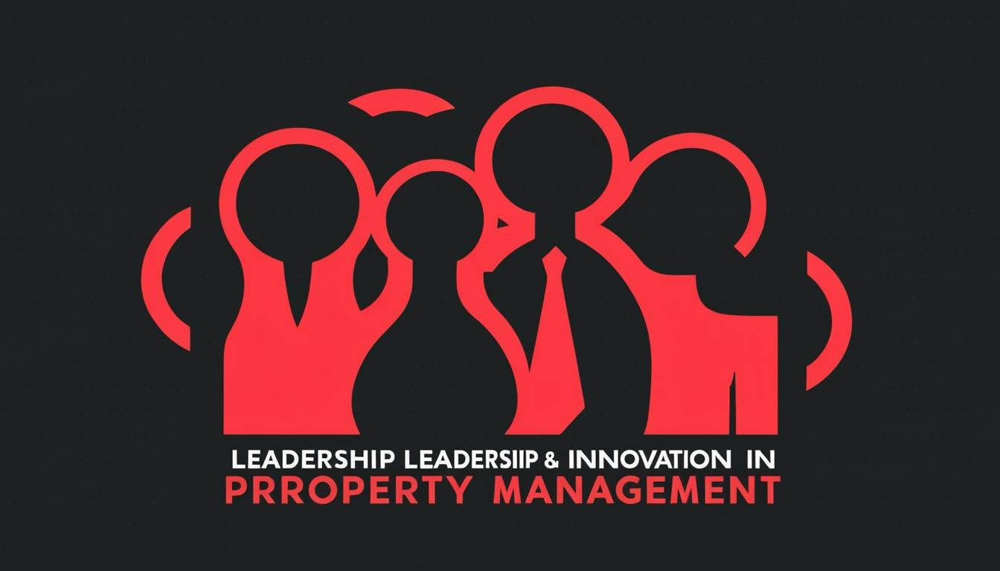 LEADERSHIP LEADERSIIP & INNOVATION IN
PRROPERTY MANAGEMENT